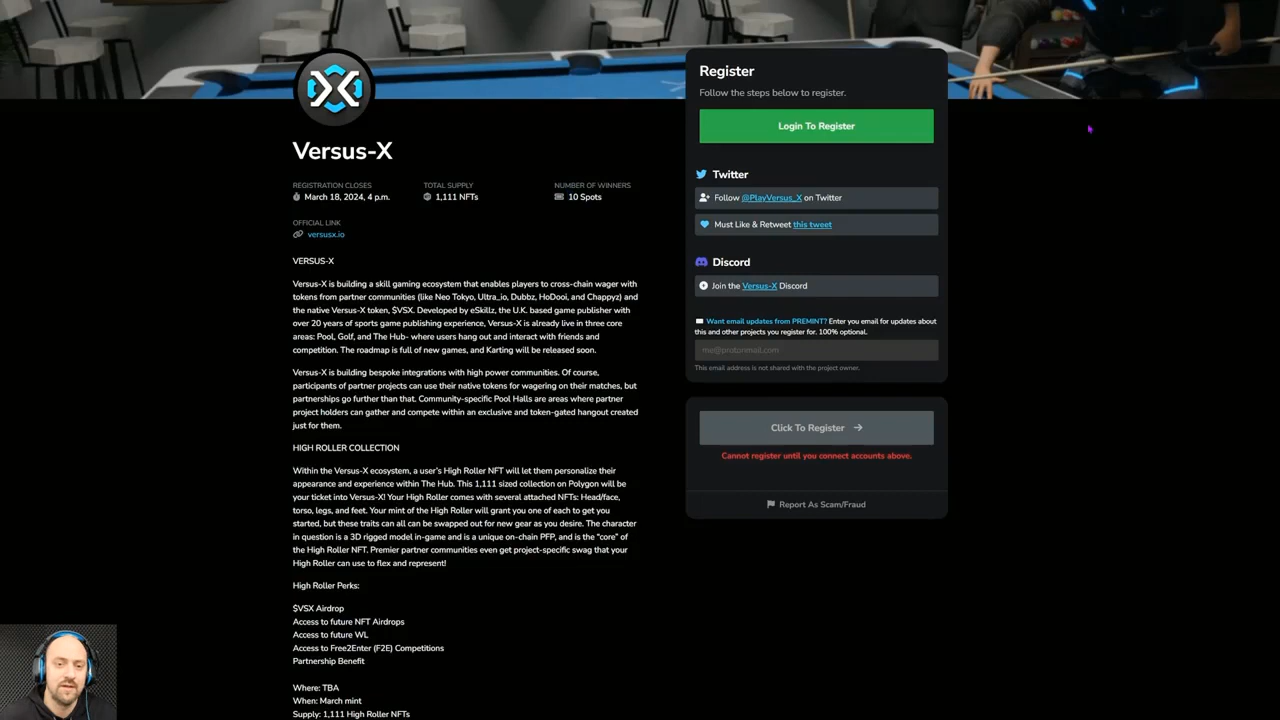 Versus-X
REGISTRATION CLOSES
March 18, 2024, 4 p.m.
TOTAL SUPPLY
1,111 NFTs
NUMBER OF WINNERS
10 Spots
OFFICIAL LINK
versusx.io
VERSUS-X
Versus-X is building a skill gaming ecosystem that enables players to cross-chain wager with
tokens from partner communities (like Neo Tokyo, Ultra_io, Dubbz, HoDooi, and Chappyz) and
the native Versus-X token, $VSX. Developed by eSkillz, the U.K. based game publisher with
over 20 years of sports game publishing experience, Versus-X is already live in three core
areas: Pool, Golf, and The Hub- where users hang out and interact with friends and
competition. The roadmap is full of new games, and Karting will be released soon.
Versus-X is building bespoke integrations with high power communities. Of course,
participants of partner projects can use their native tokens for wagering on their matches, but
partnerships go further than that. Community-specific Pool Halls are areas where partner
project holders can gather and compete within an exclusive and token-gated hangout created
just for them.
HIGH ROLLER COLLECTION
Within the Versus-X ecosystem, a user's High Roller NFT will let them personalize their
appearance and experience within The Hub. This 1,111 sized collection on Polygon will be
your ticket into Versus-X! Your High Roller comes with several attached NFTs: Head/face,
torso, legs, and feet. Your mint of the High Roller will grant you one of each to get you
started, but these traits can all can be swapped out for new gear as you desire. The character
in question is a 3D rigged model in-game and is a unique on-chain PFP, and is the "core" of
the High Roller NFT. Premier partner communities even get project-specific swag that your
High Roller can use to flex and represent!
High Roller Perks:
$VSX Airdrop
Access to future NFT Airdrops
Access to future WL
Access to Free2Enter (F2E) Competitions
Partnership Benefit
Where: TBA
When: March mint
Supply: 1,111 High Roller NFTs
Register
Follow the steps below to register.
Login To Register
Twitter
Follow @PlayVersus_X on Twitter
Must Like & Retweet this tweet
Discord
Join the Versus-X Discord
Want email updates from PREMINT? Enter you email for updates about
this and other projects you register for. 100% optional.
me@protonmail.com
This email address is not shared with the project owner.
Click To Register
Cannot register until you connect accounts above.
Report As Scam/Fraud